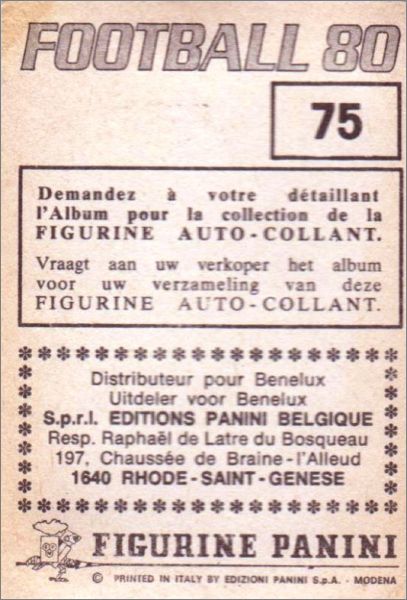 FOOTBALL 80
75
Demandez à votre détaillant
l'Album pour la collection de la
FIGURINE AUTO-COLLANT.
Vraagt aan uw verkoper het album
voor uw verzameling van deze
FIGURINE AUTO-COLLANT.
Distributeur pour Benelux
Uitdeler voor Benelux
S.p.r.l. EDITIONS PANINI BELGIQUE
Resp. Raphaël de Latre du Bosqueau
197, Chaussée de Braine-l'Alleud
1640 RHODE-SAINT-GENESE
FIGURINE PANINI
© PRINTED IN ITALY BY EDIZIONI PANINI S.p.A. - MODENA